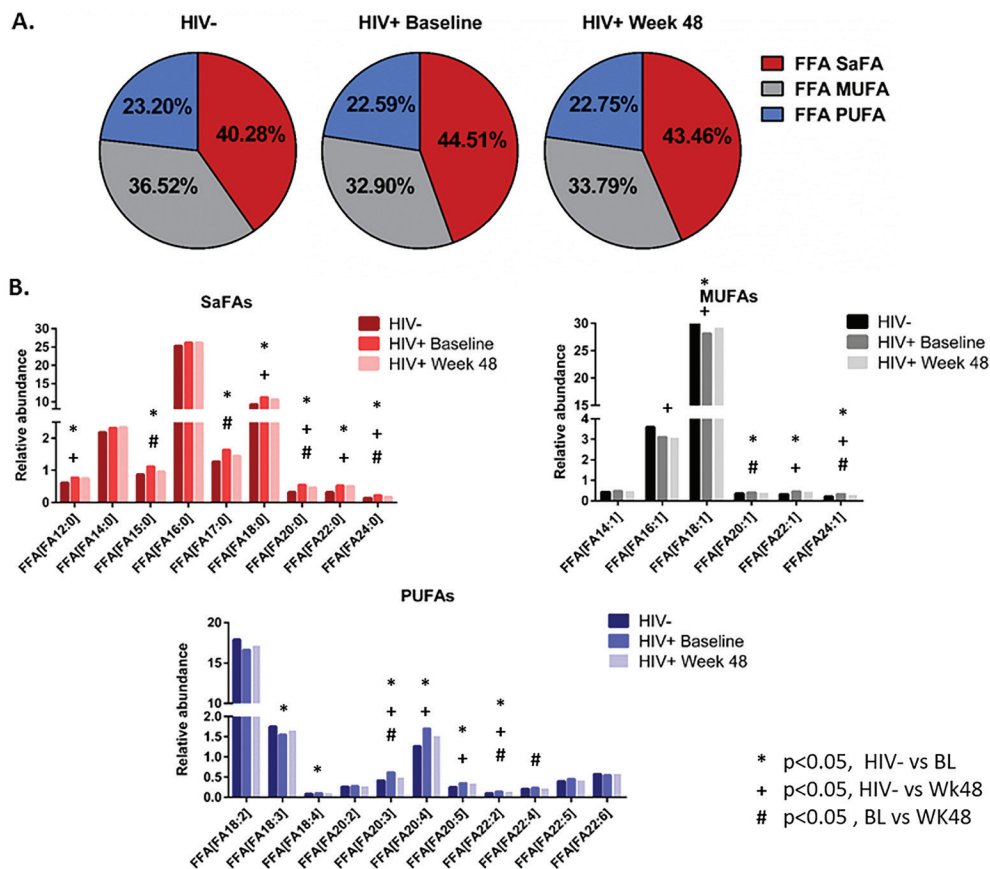 A.
HIV-
HIV+ Baseline
HIV+ Week 48
23.20%
40.28%
36.52%
22.59%
44.51%
32.90%
22.75%
43.46%
33.79%
FFA SaFA
FFA MUFA
FFA PUFA
B.
SaFAs
HIV-
HIV+ Baseline
HIV+ Week 48
Relative abundance
30
25
20
15
10
2
1
0
*
+
*
#
*
#
*
+
*
+
#
*
+
*
+
#
FFA[FA12:0]
FFA[FA14:0]
FFA[FA15:0]
FFA[FA16:0]
FFA[FA17:0]
FFA[FA18:0]
FFA[FA20:0]
FFA[FA22:0]
FFA[FA24:0]
*
MUFAs
+
HIV-
HIV+ Baseline
HIV+ Week 48
Relative abundance
30
25
20
15
4
3
2
1
0
+
*
#
*
+
*
+
#
FFA[FA14:1]
FFA[FA16:1]
FFA[FA18:1]
FFA[FA20:1]
FFA[FA22:1]
FFA[FA24:1]
PUFAs
HIV-
HIV+ Baseline
HIV+ Week 48
Relative abundance
20
15
10
2.0
1.5
1.0
0.5
0.0
*
*
*
+
#
*
+
*
+
*
+
#
#
FFA[FA18:2]
FFA[FA18:3]
FFA[FA18:4]
FFA[FA20:2]
FFA[FA20:3]
FFA[FA20:4]
FFA[FA20:5]
FFA[FA22:2]
FFA[FA22:4]
FFA[FA22:5]
FFA[FA22:6]
* p<0.05, HIV- vs BL
+ p<0.05, HIV- vs Wk48
# p<0.05 , BL vs WK48